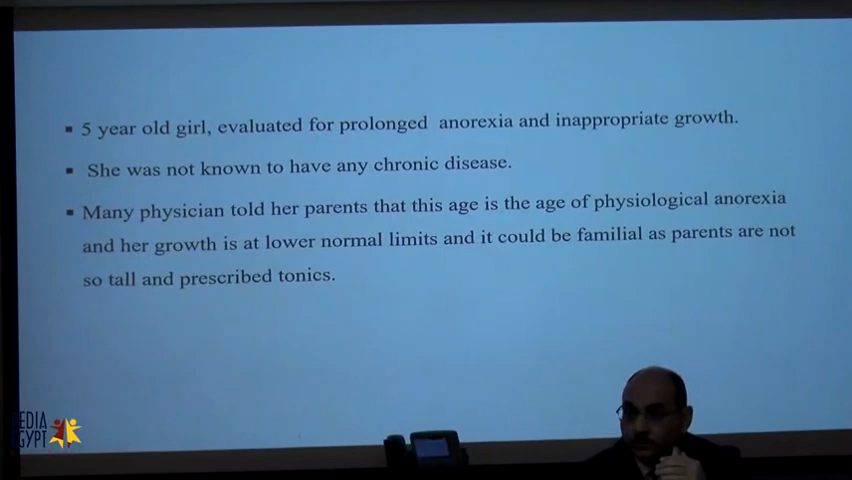 ▪ 5 year old girl, evaluated for prolonged anorexia and inappropriate growth.
▪ She was not known to have any chronic disease.
▪ Many physician told her parents that this age is the age of physiological anorexia
and her growth is at lower normal limits and it could be familial as parents are not
so tall and prescribed tonics.
EDIA
EGYPT